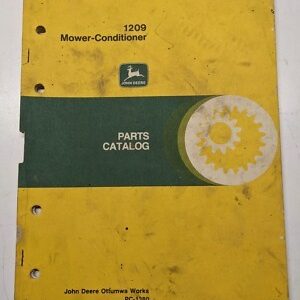 1209
Mower-Conditioner
JOHN DEERE
PARTS
CATALOG
John Deere Ottumwa Works